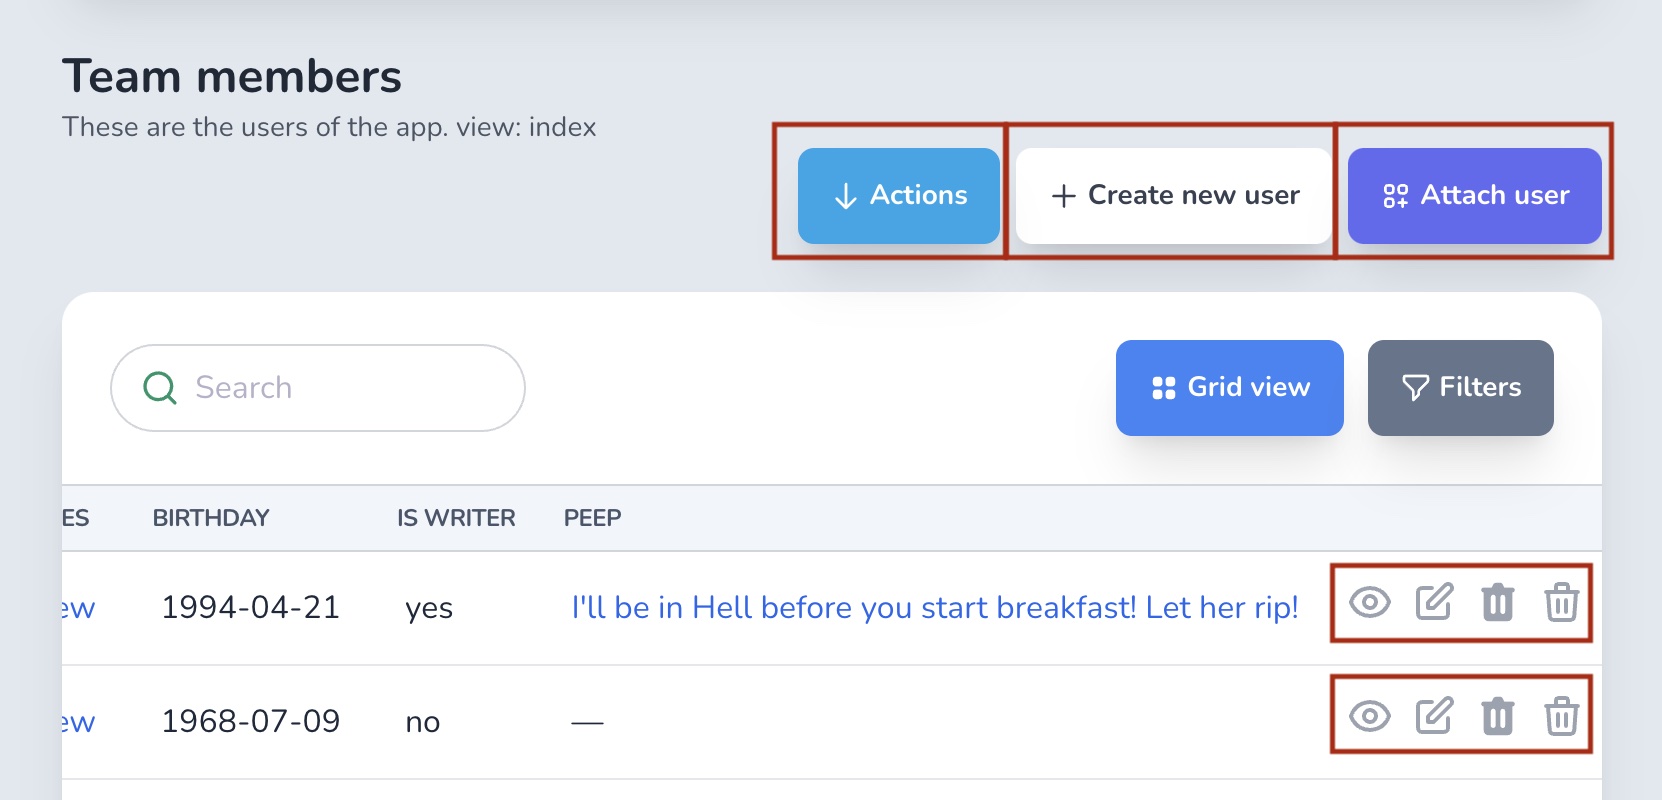 Team members
These are the users of the app. view: index
Actions
Create new user
Attach user
Search
Grid view
Filters
ES BIRTHDAY IS WRITER PEEP
ew 1994-04-21 yes I'll be in Hell before you start breakfast! Let her rip!
ew 1968-07-09 no —